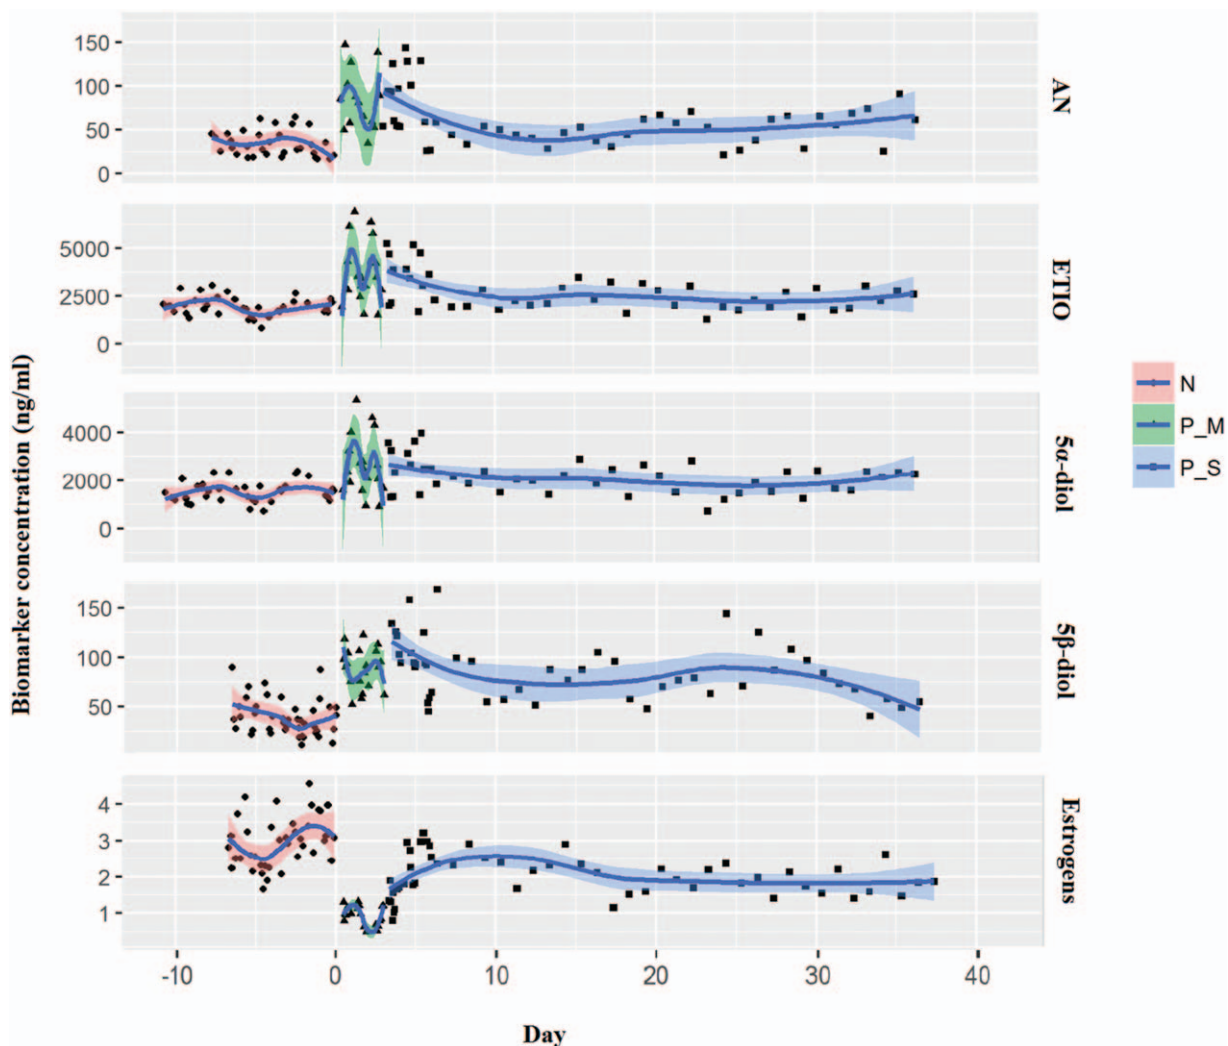 Biomarker concentration (ng/ml)
150
100
50
0
AN
5000
2500
0
ETIO
4000
2000
0
5α-diol
150
100
50
5β-diol
4
3
2
1
Estrogens
-10 0 10 20 30 40
Day
N
P_M
P_S